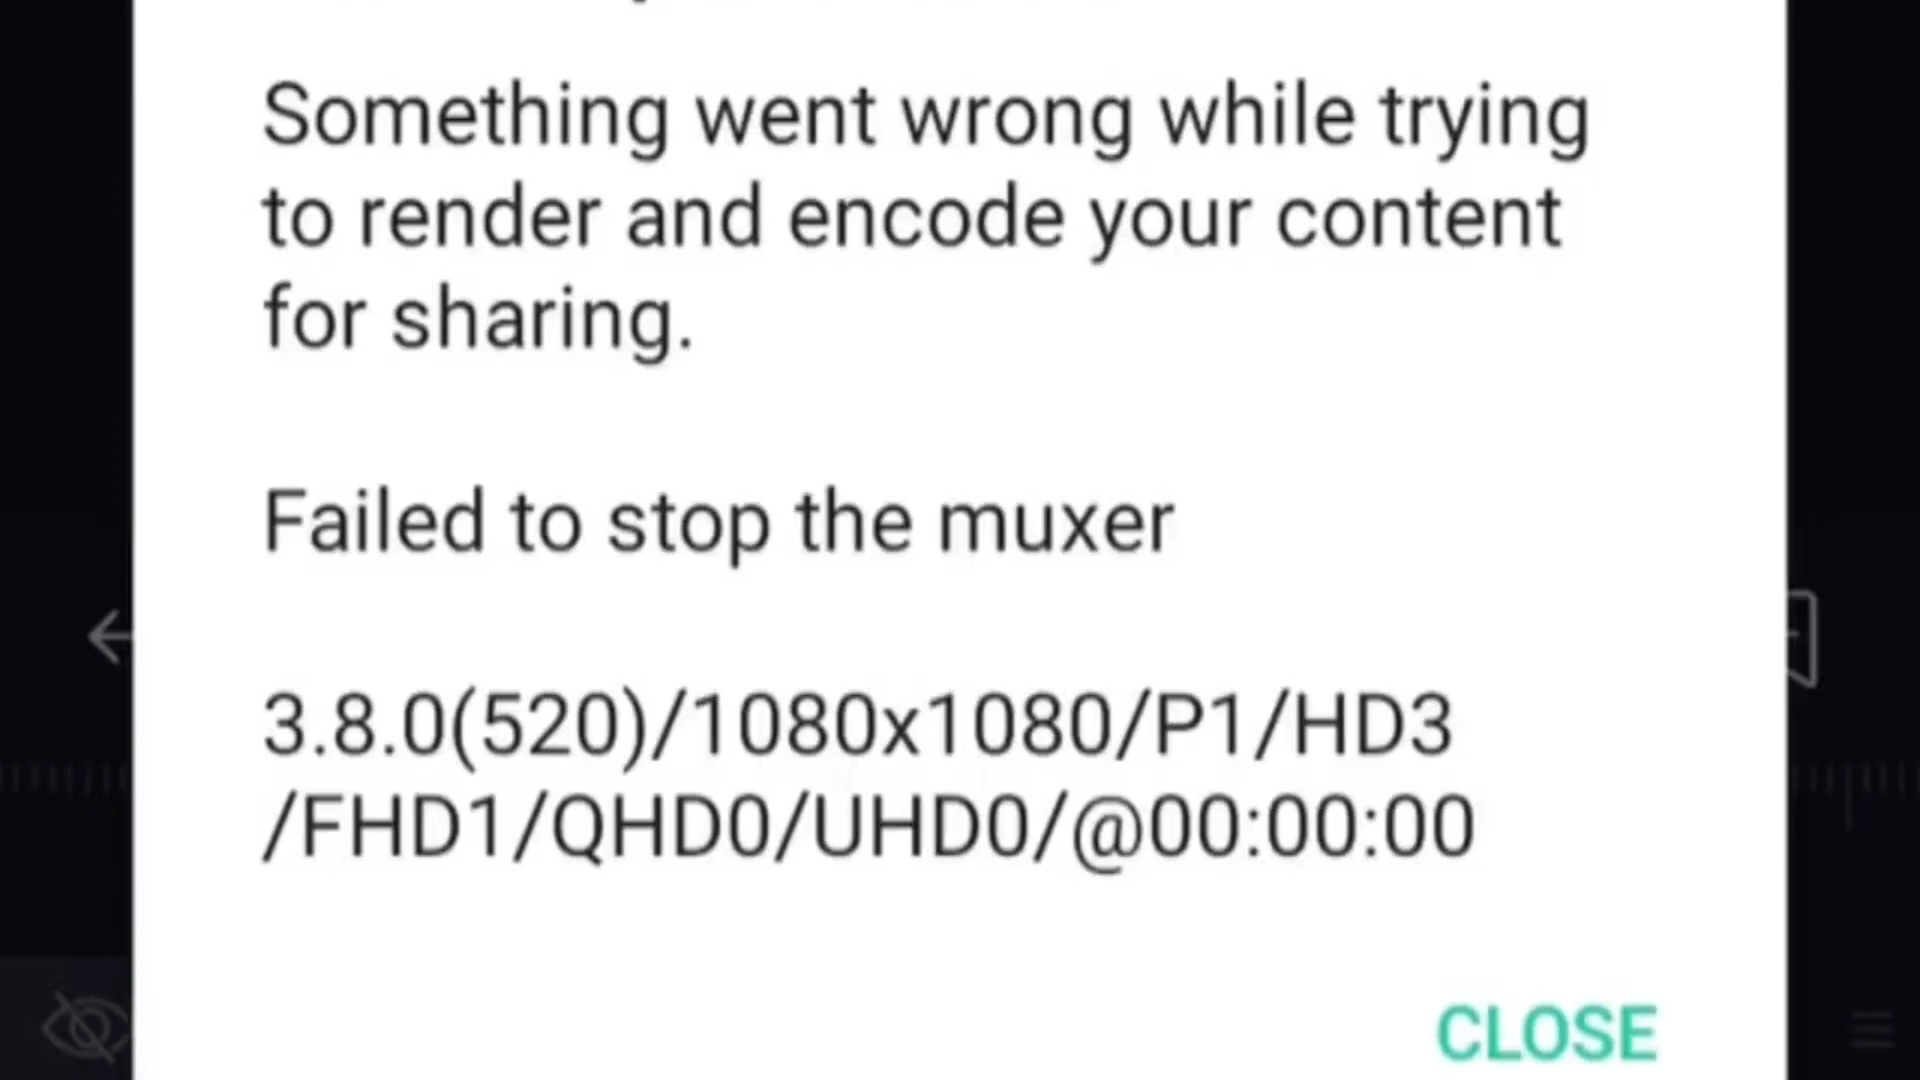 Something went wrong while trying
to render and encode your content
for sharing.
Failed to stop the muxer
3.8.0(520)/1080x1080/P1/HD3
/FHD1/QHD0/UHD0/@00:00:00
CLOSE